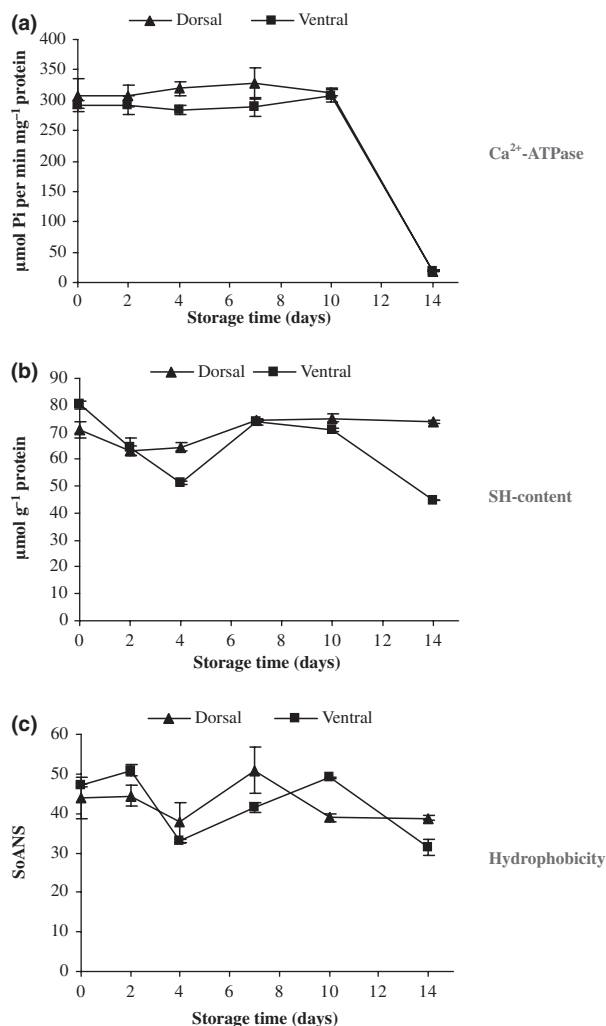 (a)
Dorsal Ventral
400
350
300
250
200
150
100
50
0
µmol Pi per min mg⁻¹ protein
0 2 4 6 8 10 12 14
Storage time (days)
Ca²⁺-ATPase
(b)
Dorsal Ventral
90
80
70
60
50
40
30
20
10
0
µmol g⁻¹ protein
0 2 4 6 8 10 12 14
Storage time (days)
SH-content
(c)
Dorsal Ventral
60
50
40
30
20
10
0
SoANS
0 2 4 6 8 10 12 14
Storage time (days)
Hydrophobicity